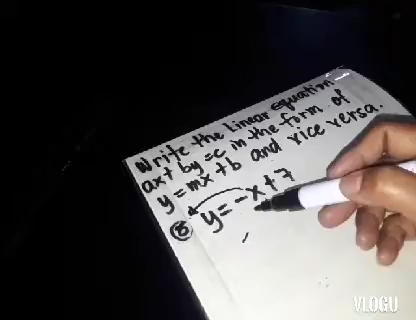 Write the linear equation
ax + by = c in the form of
y = mx + b and vice versa.
⑤ y = -x + 7
VLOGU